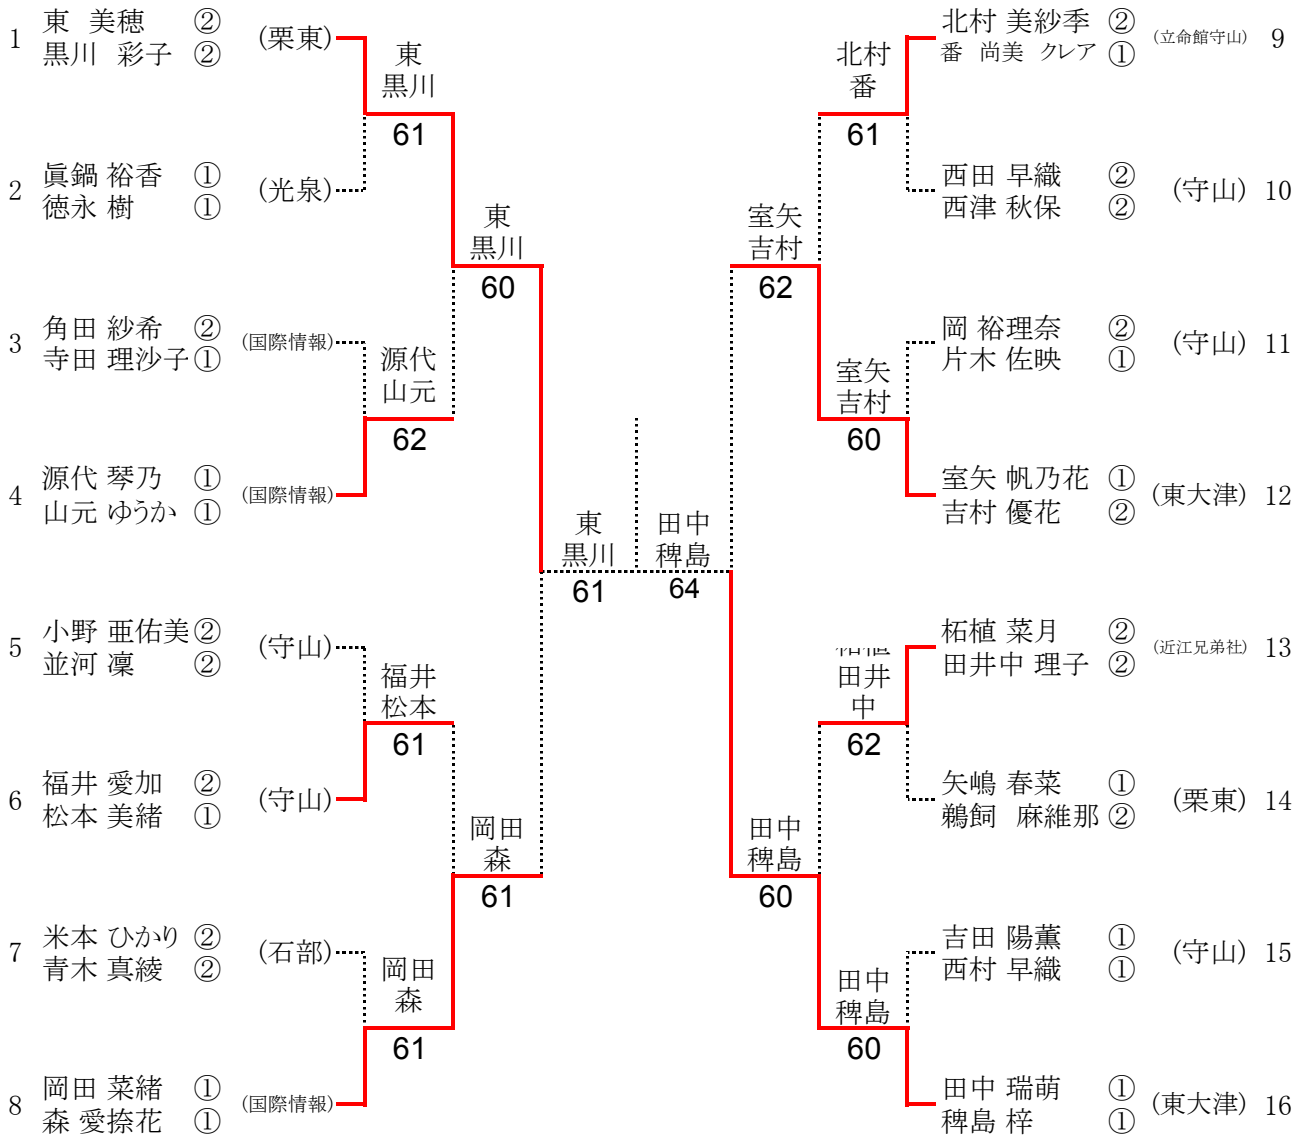 1 東 美穂 ② (栗東)
黒川 彩子 ②
2 眞鍋 裕香 ① (光泉)
徳永 樹 ①
3 角田 紗希 ② (国際情報)
寺田 理沙子 ①
4 源代 琴乃 ① (国際情報)
山元 ゆうか ①
5 小野 亜佑美 ② (守山)
並河 凜 ②
6 福井 愛加 ② (守山)
松本 美緒 ①
7 米本 ひかり ② (石部)
青木 真綾 ②
8 岡田 菜緒 ① (国際情報)
森 愛捺花 ①
東
黒川
61
源代
山元
62
福井
松本
61
岡田
森
61
東
黒川
60
岡田
森
61
東
黒川
61
田中
稗島
64
室矢
吉村
62
田中
稗島
60
北村
番
61
室矢
吉村
60
柘植
田井
中
62
田中
稗島
60
北村 美紗季 ② (立命館守山) 9
番 尚美 クレア ①
西田 早織 ② (守山) 10
西津 秋保 ②
岡 裕理奈 ② (守山) 11
片木 佐映 ①
室矢 帆乃花 ① (東大津) 12
吉村 優花 ②
柘植 菜月 ② (近江兄弟社) 13
田井中 理子 ②
矢嶋 春菜 ① (栗東) 14
鵜飼 麻維那 ②
吉田 陽薫 ① (守山) 15
西村 早織 ①
田中 瑞萌 ① (東大津) 16
稗島 梓 ①